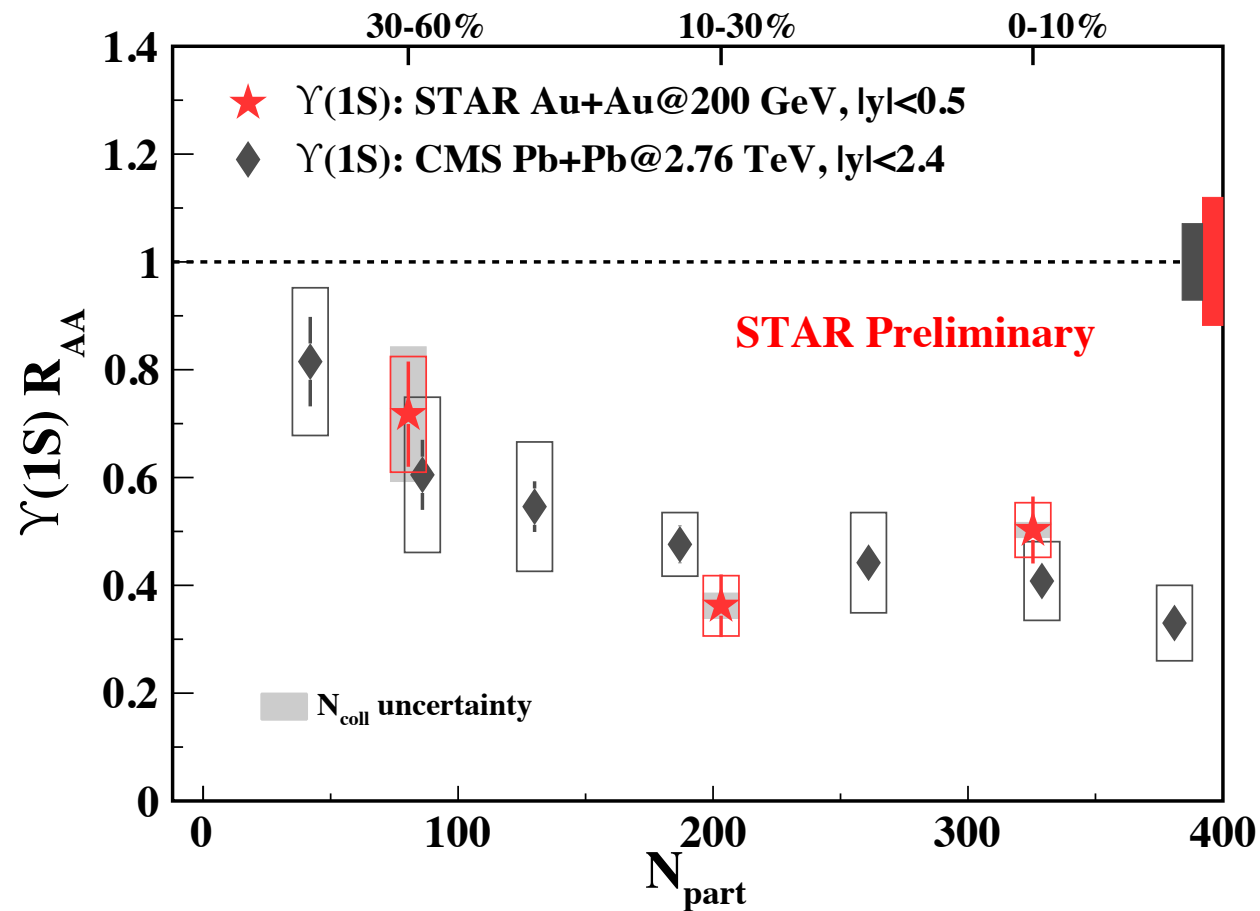 30-60% 10-30% 0-10%
1.4
ϒ(1S): STAR Au+Au@200 GeV, |y|<0.5
1.2
ϒ(1S): CMS Pb+Pb@2.76 TeV, |y|<2.4
1
STAR Preliminary
ϒ(1S) R_AA
0.8
0.6
0.4
0.2
N_coll uncertainty
0
0 100 200 300 400
N_part